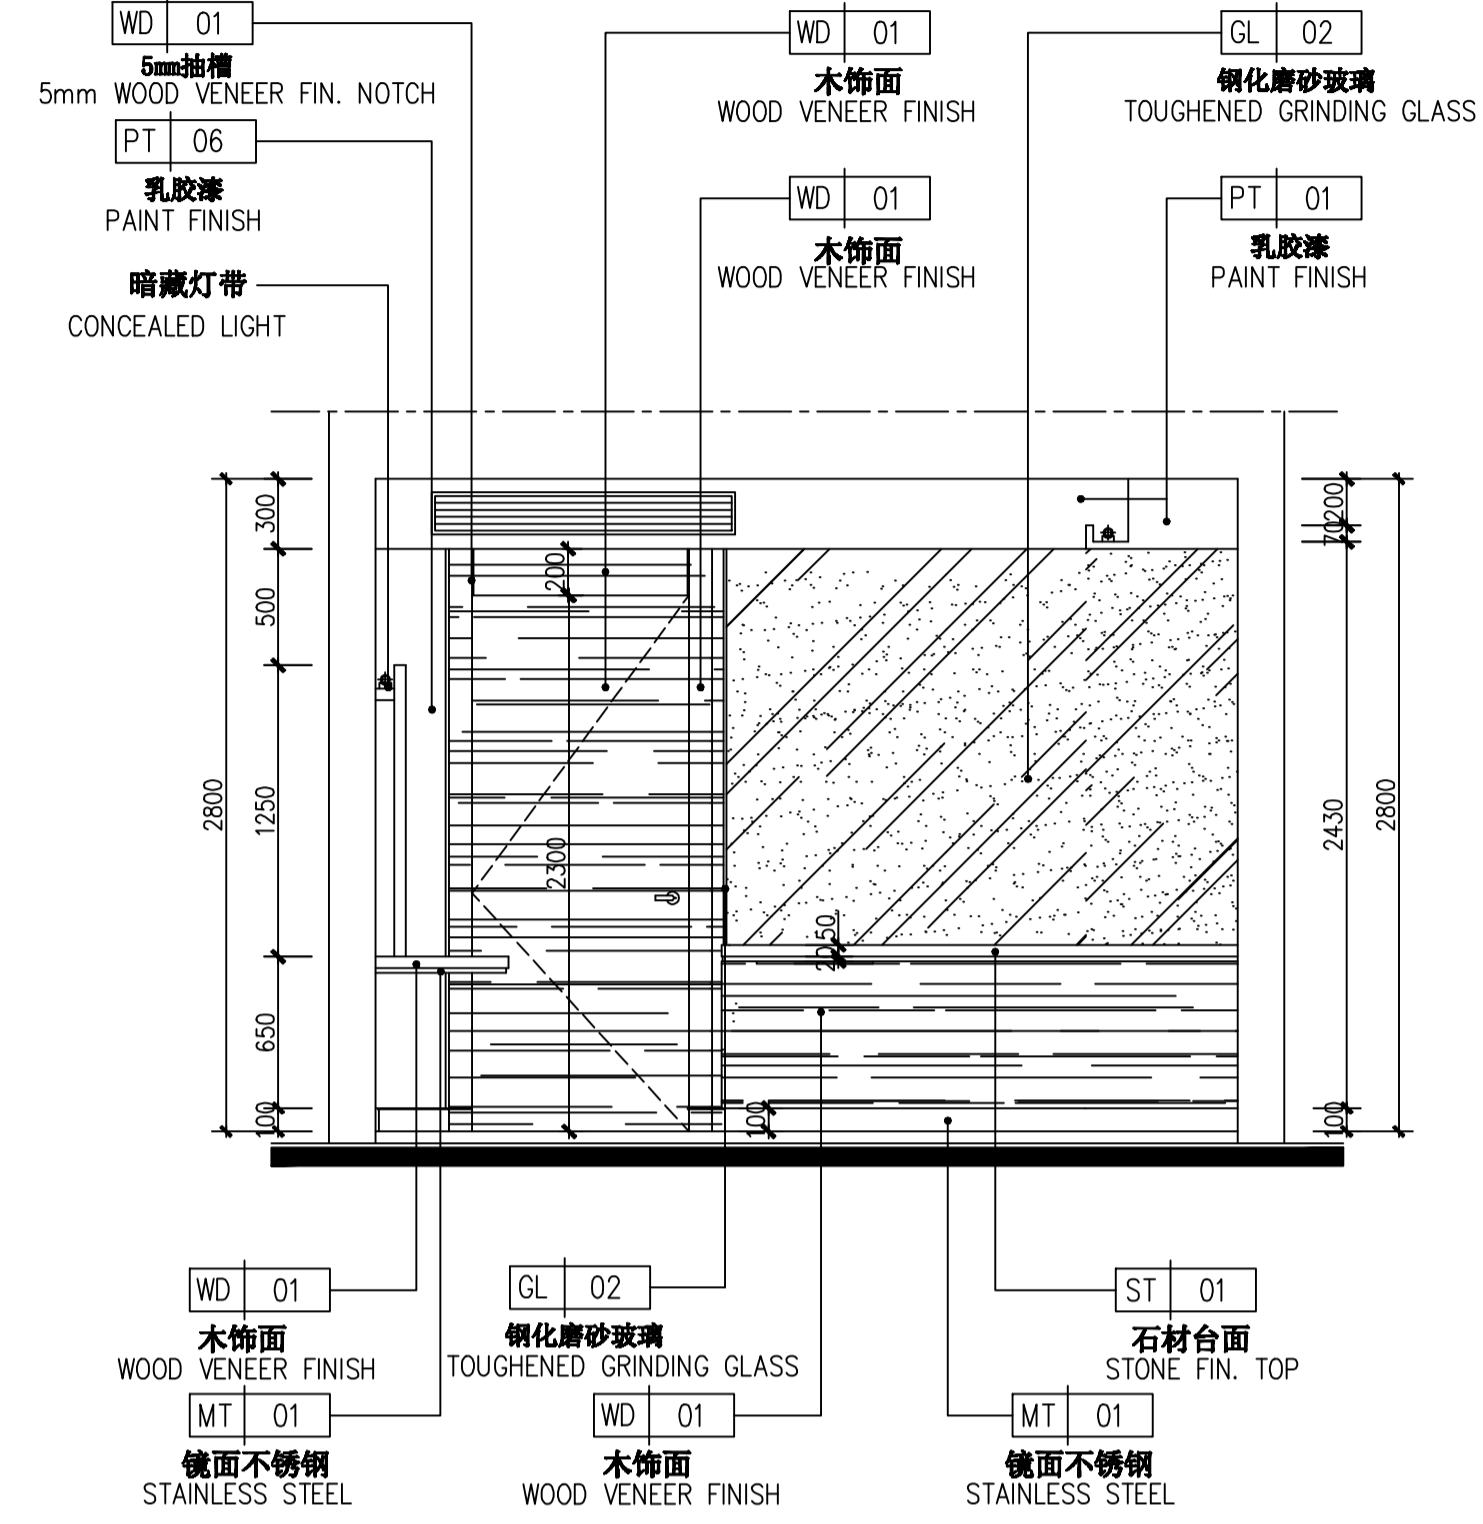 WD 01
5mm抽槽
5mm WOOD VENEER FIN. NOTCH
PT 06
乳胶漆
PAINT FINISH
暗藏灯带
CONCEALED LIGHT
WD 01
木饰面
WOOD VENEER FINISH
WD 01
木饰面
WOOD VENEER FINISH
GL 02
钢化磨砂玻璃
TOUGHENED GRINDING GLASS
PT 01
乳胶漆
PAINT FINISH
2800
300
500
1250
650
100
200
2300
100
20
150
200
70
2430
100
2800
WD 01
木饰面
WOOD VENEER FINISH
MT 01
镜面不锈钢
STAINLESS STEEL
GL 02
钢化磨砂玻璃
TOUGHENED GRINDING GLASS
WD 01
木饰面
WOOD VENEER FINISH
ST 01
石材台面
STONE FIN. TOP
MT 01
镜面不锈钢
STAINLESS STEEL